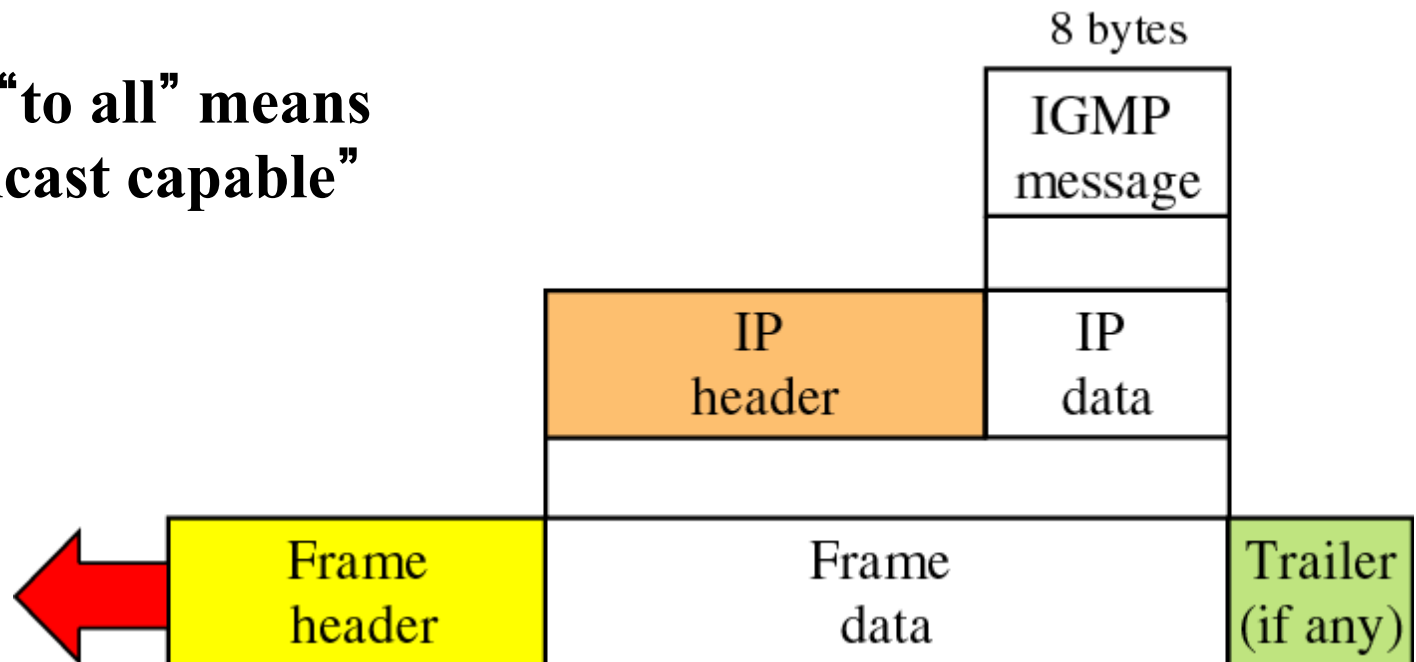 8 bytes
“to all” means
cast capable”
IGMP
message
IP
header
IP
data
Frame
header
Frame
data
Trailer
(if any)